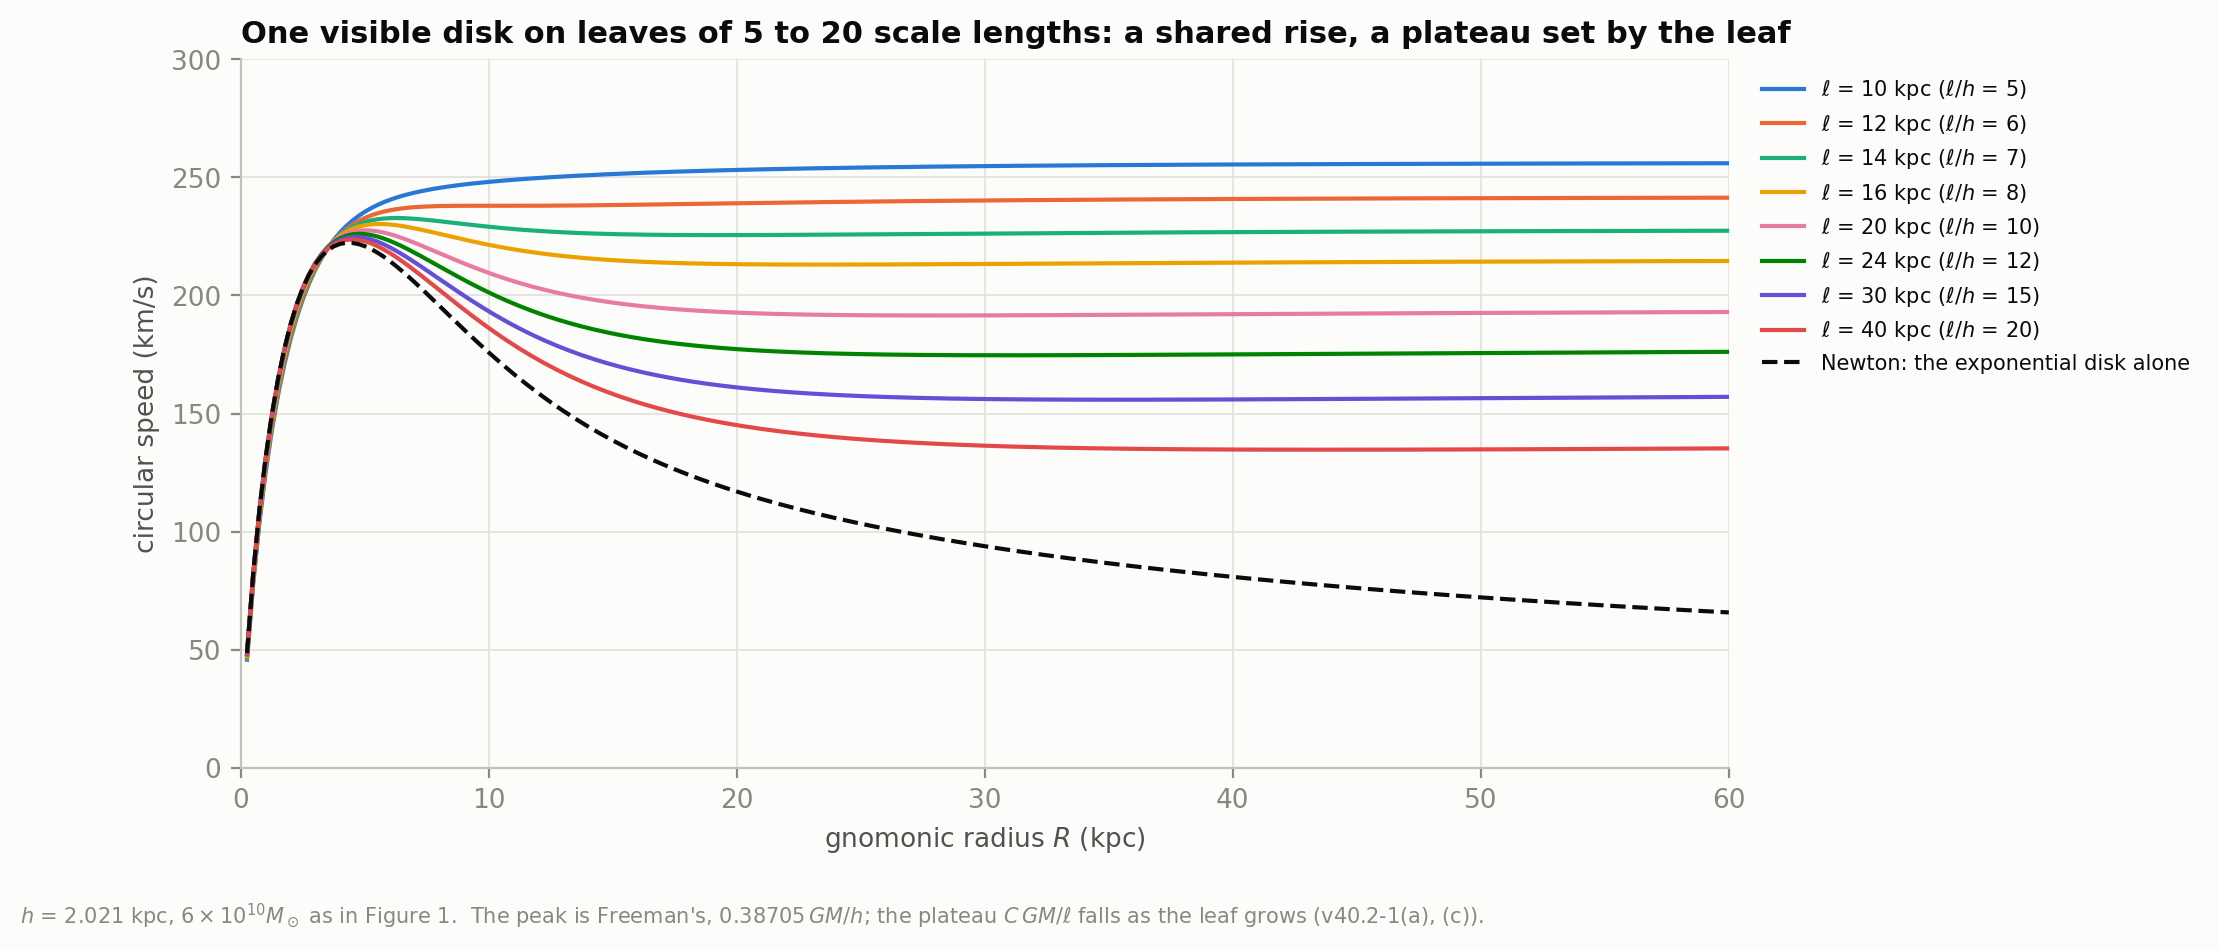 One visible disk on leaves of 5 to 20 scale lengths: a shared rise, a plateau set by the leaf
300
250
200
150
100
50
0
circular speed (km/s)
0 10 20 30 40 50 60
gnomonic radius R (kpc)
ℓ = 10 kpc (ℓ/h = 5)
ℓ = 12 kpc (ℓ/h = 6)
ℓ = 14 kpc (ℓ/h = 7)
ℓ = 16 kpc (ℓ/h = 8)
ℓ = 20 kpc (ℓ/h = 10)
ℓ = 24 kpc (ℓ/h = 12)
ℓ = 30 kpc (ℓ/h = 15)
ℓ = 40 kpc (ℓ/h = 20)
Newton: the exponential disk alone
h = 2.021 kpc, 6 × 10¹⁰M⊙ as in Figure 1. The peak is Freeman's, 0.38705 GM/h; the plateau C GM/ℓ falls as the leaf grows (v40.2-1(a), (c)).